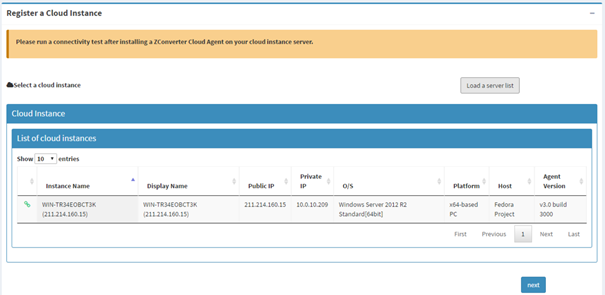 Register a Cloud Instance
Please run a connectivity test after installing a ZConverter Cloud Agent on your cloud instance server.
Select a cloud instance
Load a server list
Cloud Instance
List of cloud instances
Show 10 entries
Instance Name Display Name Public IP Private IP O/S Platform Host Agent Version
WIN-TR34EOBCT3K (211.214.160.15) WIN-TR34EOBCT3K (211.214.160.15) 211.214.160.15 10.0.10.209 Windows Server 2012 R2 Standard[64bit] x64-based PC Fedora Project v3.0 build 3000
First Previous 1 Next Last
next